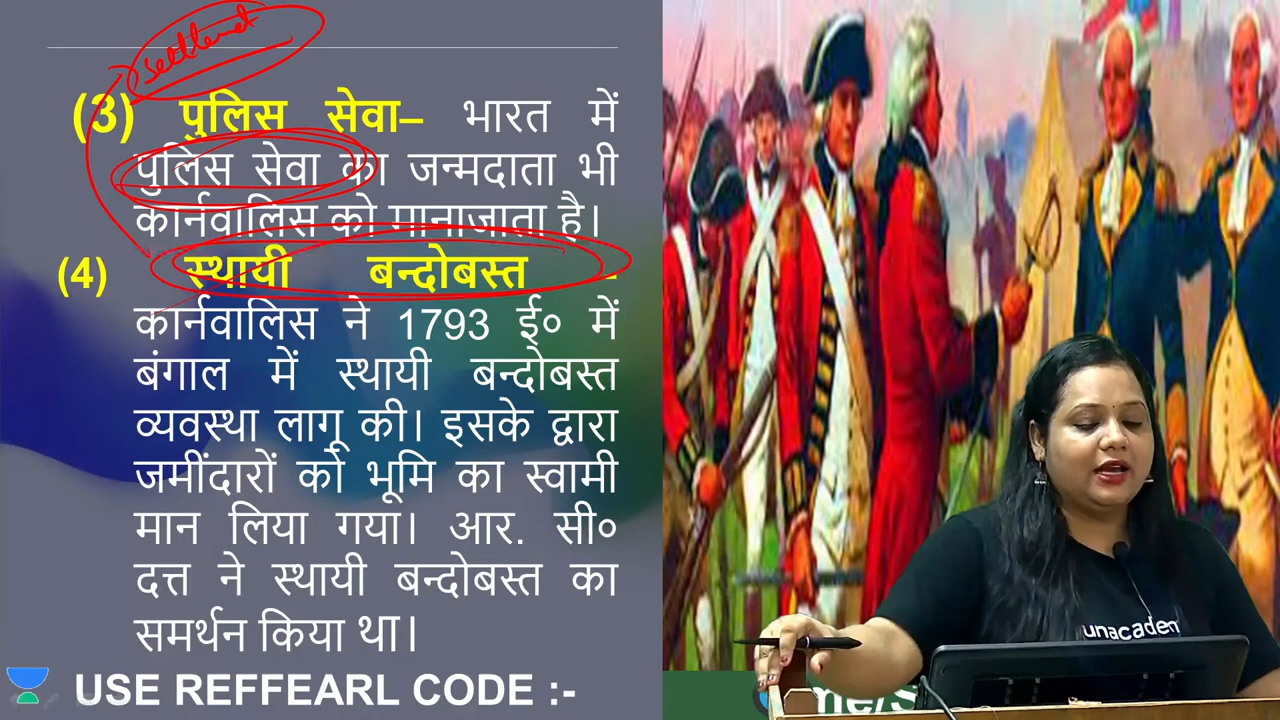 settlement
(3) पुलिस सेवा– भारत में
पुलिस सेवा का जन्मदाता भी
कार्नवालिस को मानाजाता है।
(4) स्थायी बन्दोबस्त –
कार्नवालिस ने 1793 ई० में
बंगाल में स्थायी बन्दोबस्त
व्यवस्था लागू की। इसके द्वारा
जमींदारों को भूमि का स्वामी
मान लिया गया। आर. सी०
दत्त ने स्थायी बन्दोबस्त का
समर्थन किया था।
USE REFFEARL CODE :-
unacadem